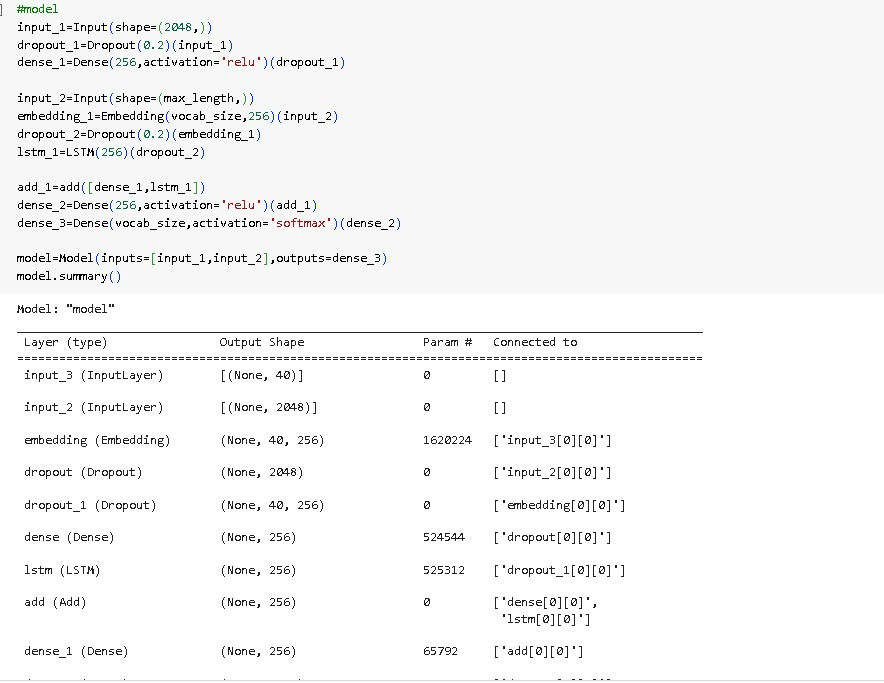 #model
input_1=Input(shape=(2048,))
dropout_1=Dropout(0.2)(input_1)
dense_1=Dense(256,activation='relu')(dropout_1)
input_2=Input(shape=(max_length,))
embedding_1=Embedding(vocab_size,256)(input_2)
dropout_2=Dropout(0.2)(embedding_1)
lstm_1=LSTM(256)(dropout_2)
add_1=add([dense_1,lstm_1])
dense_2=Dense(256,activation='relu')(add_1)
dense_3=Dense(vocab_size,activation='softmax')(dense_2)
model=Model(inputs=[input_1,input_2],outputs=dense_3)
model.summary()
Model: "model"
Layer (type) Output Shape Param # Connected to
input_3 (InputLayer) [(None, 40)] 0 []
input_2 (InputLayer) [(None, 2048)] 0 []
embedding (Embedding) (None, 40, 256) 1620224 ['input_3[0][0]']
dropout (Dropout) (None, 2048) 0 ['input_2[0][0]']
dropout_1 (Dropout) (None, 40, 256) 0 ['embedding[0][0]']
dense (Dense) (None, 256) 524544 ['dropout[0][0]']
lstm (LSTM) (None, 256) 525312 ['dropout_1[0][0]']
add (Add) (None, 256) 0 ['dense[0][0]',
'lstm[0][0]']
dense_1 (Dense) (None, 256) 65792 ['add[0][0]']